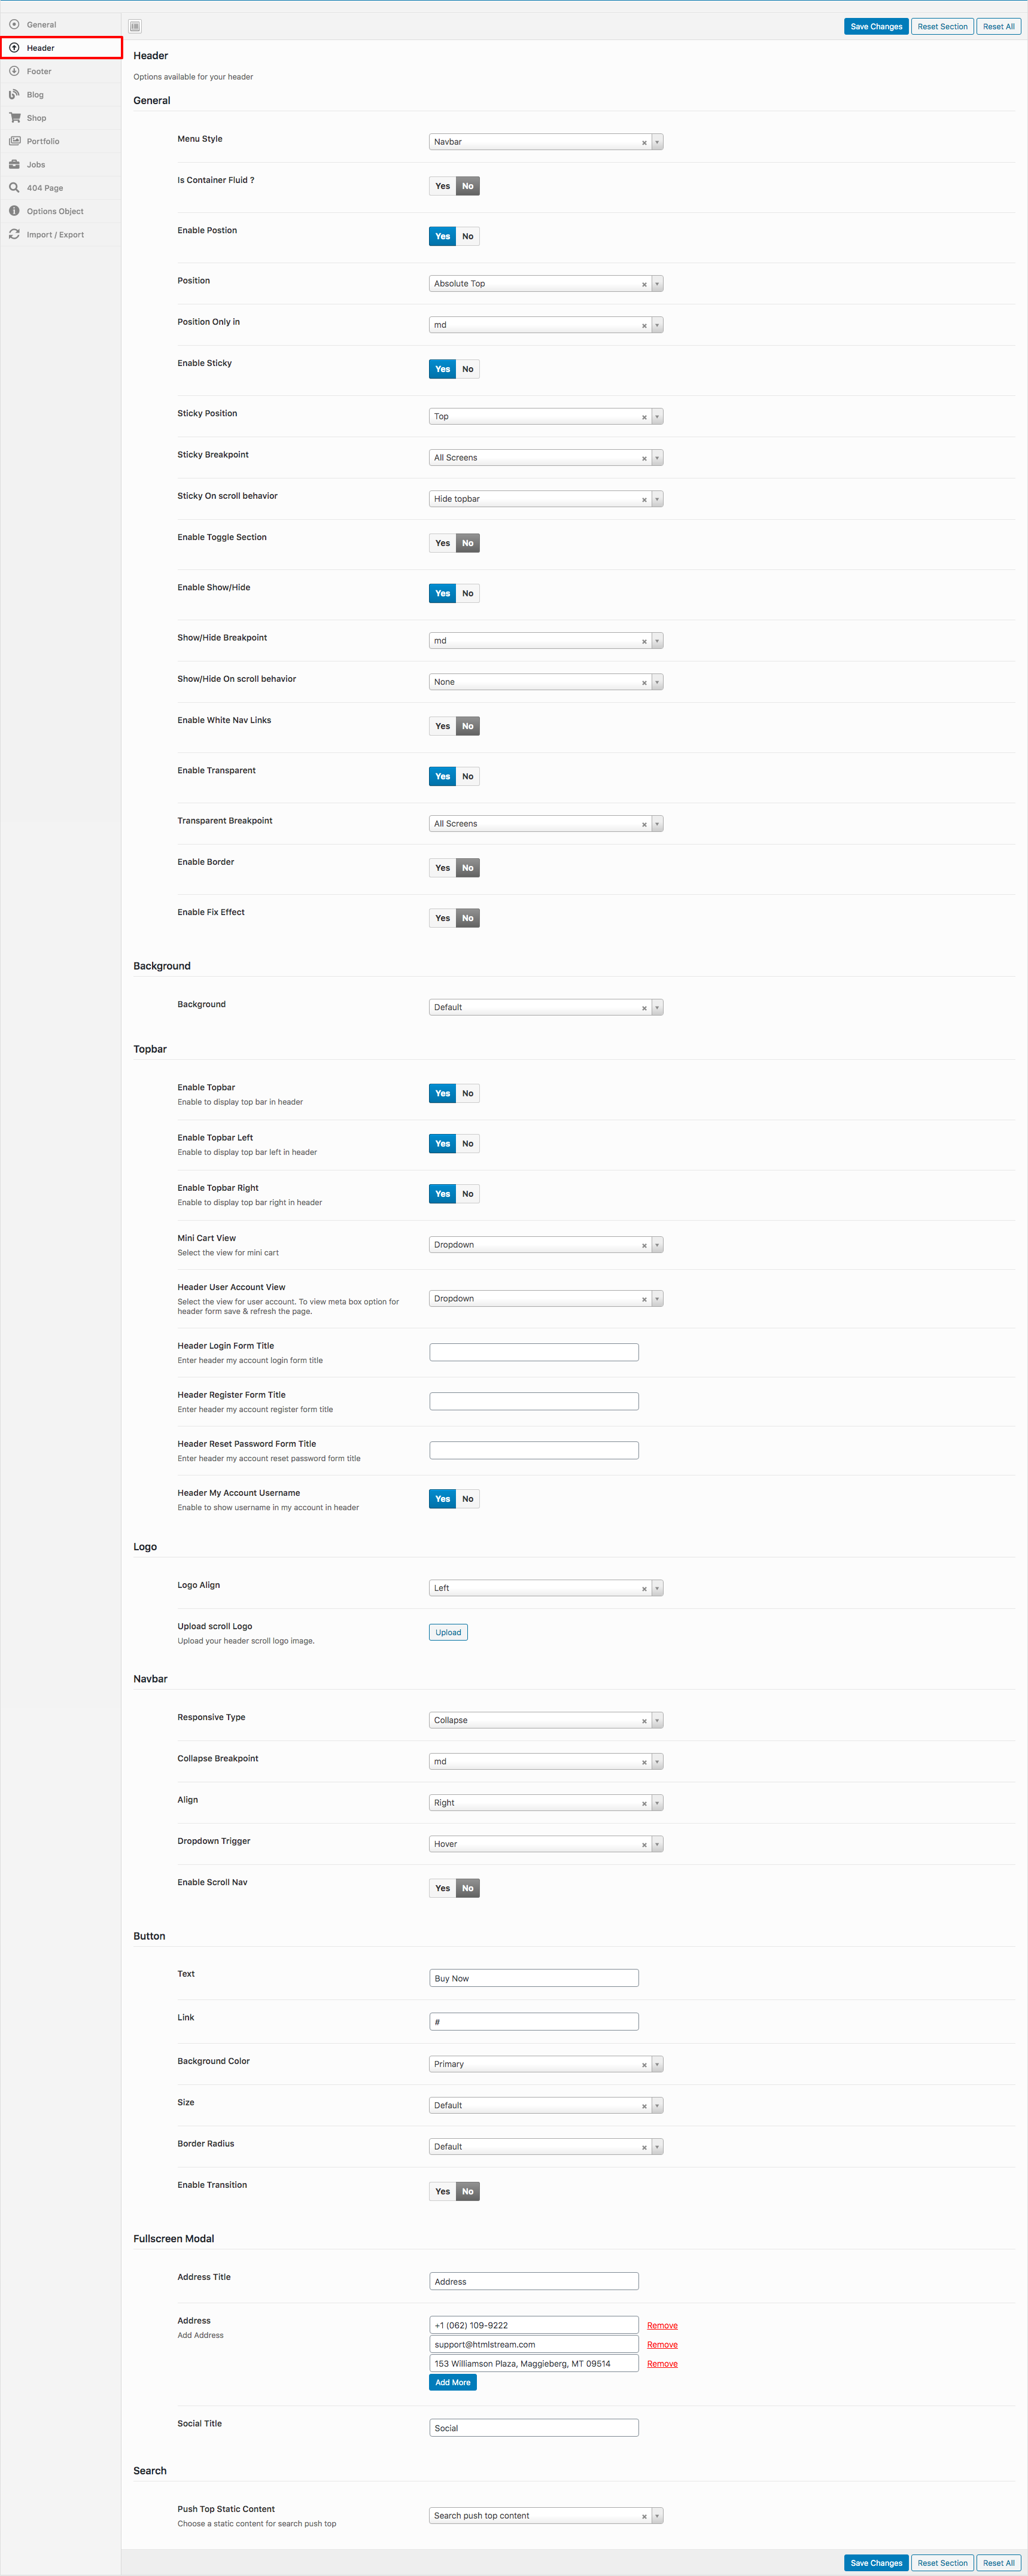 General
Header
Footer
Blog
Shop
Portfolio
Jobs
404 Page
Options Object
Import / Export
Save Changes Reset Section Reset All
Header
Options available for your header
General
Menu Style Navbar
Is Container Fluid ? Yes No
Enable Postion Yes No
Position Absolute Top
Position Only in md
Enable Sticky Yes No
Sticky Position Top
Sticky Breakpoint All Screens
Sticky On scroll behavior Hide topbar
Enable Toggle Section Yes No
Enable Show/Hide Yes No
Show/Hide Breakpoint md
Show/Hide On scroll behavior None
Enable White Nav Links Yes No
Enable Transparent Yes No
Transparent Breakpoint All Screens
Enable Border Yes No
Enable Fix Effect Yes No
Background
Background Default
Topbar
Enable Topbar Yes No
Enable to display top bar in header
Enable Topbar Left Yes No
Enable to display top bar left in header
Enable Topbar Right Yes No
Enable to display top bar right in header
Mini Cart View Dropdown
Select the view for mini cart
Header User Account View Dropdown
Select the view for user account. To view meta box option for
header form save & refresh the page.
Header Login Form Title
Enter header my account login form title
Header Register Form Title
Enter header my account register form title
Header Reset Password Form Title
Enter header my account reset password form title
Header My Account Username Yes No
Enable to show username in my account in header
Logo
Logo Align Left
Upload scroll Logo Upload
Upload your header scroll logo image.
Navbar
Responsive Type Collapse
Collapse Breakpoint md
Align Right
Dropdown Trigger Hover
Enable Scroll Nav Yes No
Button
Text Buy Now
Link #
Background Color Primary
Size Default
Border Radius Default
Enable Transition Yes No
Fullscreen Modal
Address Title Address
Address +1 (062) 109-9222 Remove
Add Address
support@htmlstream.com Remove
153 Williamson Plaza, Maggieberg, MT 09514 Remove
Add More
Social Title Social
Search
Push Top Static Content Search push top content
Choose a static content for search push top
Save Changes Reset Section Reset All